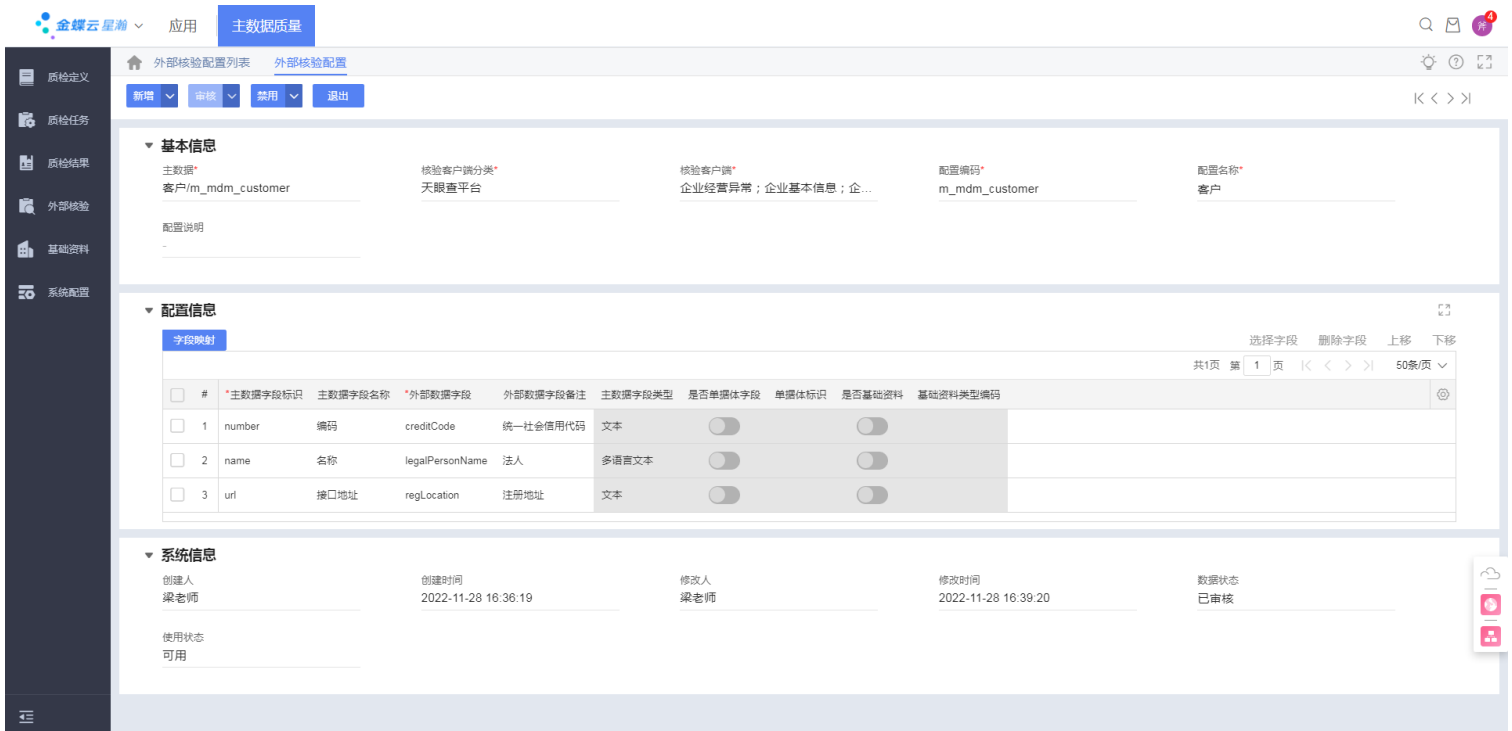 金蝶云 星瀚 应用 主数据质量 4
斧
外部核验配置列表 外部核验配置
质检定义
质检任务
质检结果
外部核验
基础资料
系统配置
新增 审核 禁用 退出
基本信息
主数据* 核验客户端分类* 核验客户端* 配置编码* 配置名称*
客户/m_mdm_customer 天眼查平台 企业经营异常；企业基本信息；企... m_mdm_customer 客户
配置说明
-
配置信息
字段映射 选择字段 删除字段 上移 下移
共1页 第 1 页 50条/页
# *主数据字段标识 主数据字段名称 *外部数据字段 外部数据字段备注 主数据字段类型 是否单据体字段 单据体标识 是否基础资料 基础资料类型编码
1 number 编码 creditCode 统一社会信用代码 文本
2 name 名称 legalPersonName 法人 多语言文本
3 url 接口地址 regLocation 注册地址 文本
系统信息
创建人 创建时间 修改人 修改时间 数据状态
梁老师 2022-11-28 16:36:19 梁老师 2022-11-28 16:39:20 已审核
使用状态
可用